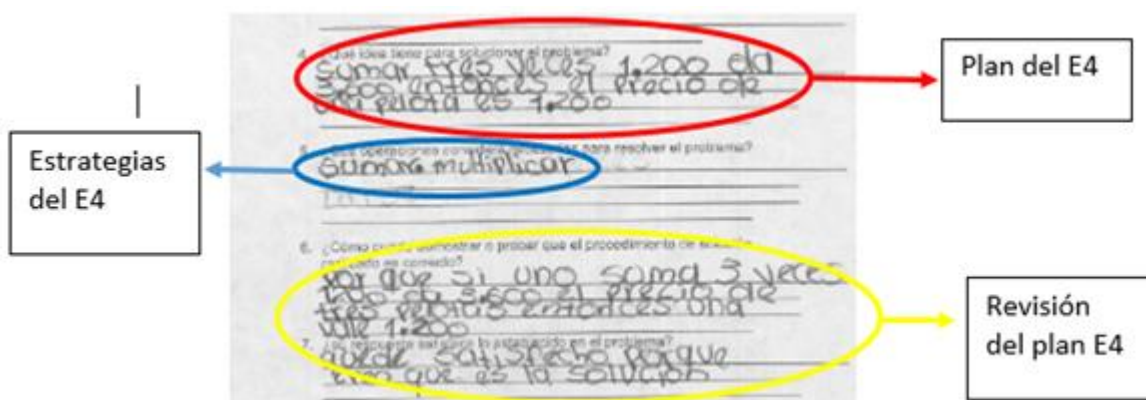 4. ¿Qué idea tiene para solucionar el problema?
sumar tres veces 1.200 da
3.600 entonces el precio de
una pelota es 1.200
Plan del E4
Estrategias
del E4
5. ¿Qué operaciones considera necesarias para resolver el problema?
sumar multiplicar
6. ¿Cómo puede demostrar o probar que el procedimiento de
realizado es correcto?
por que si uno suma 3 veces
1.200 da 3.600 el precio de
tres pelotas entonces una
vale 1.200
7. ¿Su respuesta satisface lo establecido en el problema?
quede satisfecho porque
creo que es la solución
Revisión
del plan E4